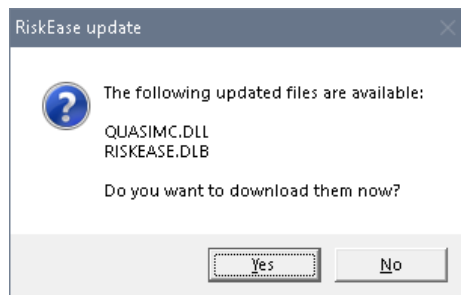 RiskEase update
The following updated files are available:
QUASIMC.DLL
RISKEASE.DLB
Do you want to download them now?
Yes
No